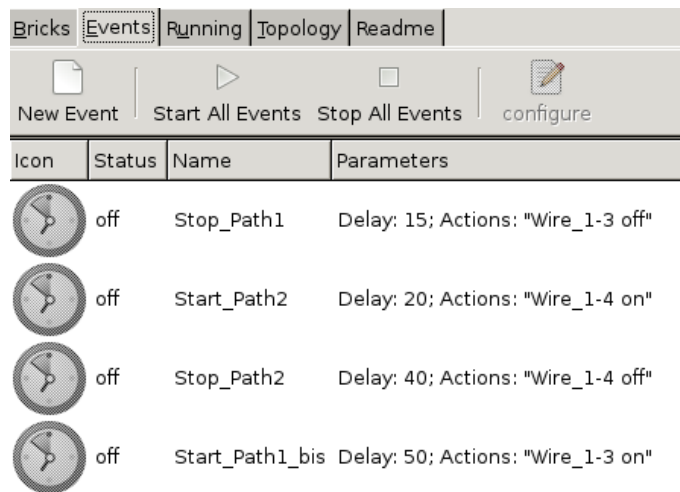 Bricks Events Running Topology Readme
New Event Start All Events Stop All Events configure
Icon Status Name Parameters
off Stop_Path1 Delay: 15; Actions: "Wire_1-3 off"
off Start_Path2 Delay: 20; Actions: "Wire_1-4 on"
off Stop_Path2 Delay: 40; Actions: "Wire_1-4 off"
off Start_Path1_bis Delay: 50; Actions: "Wire_1-3 on"